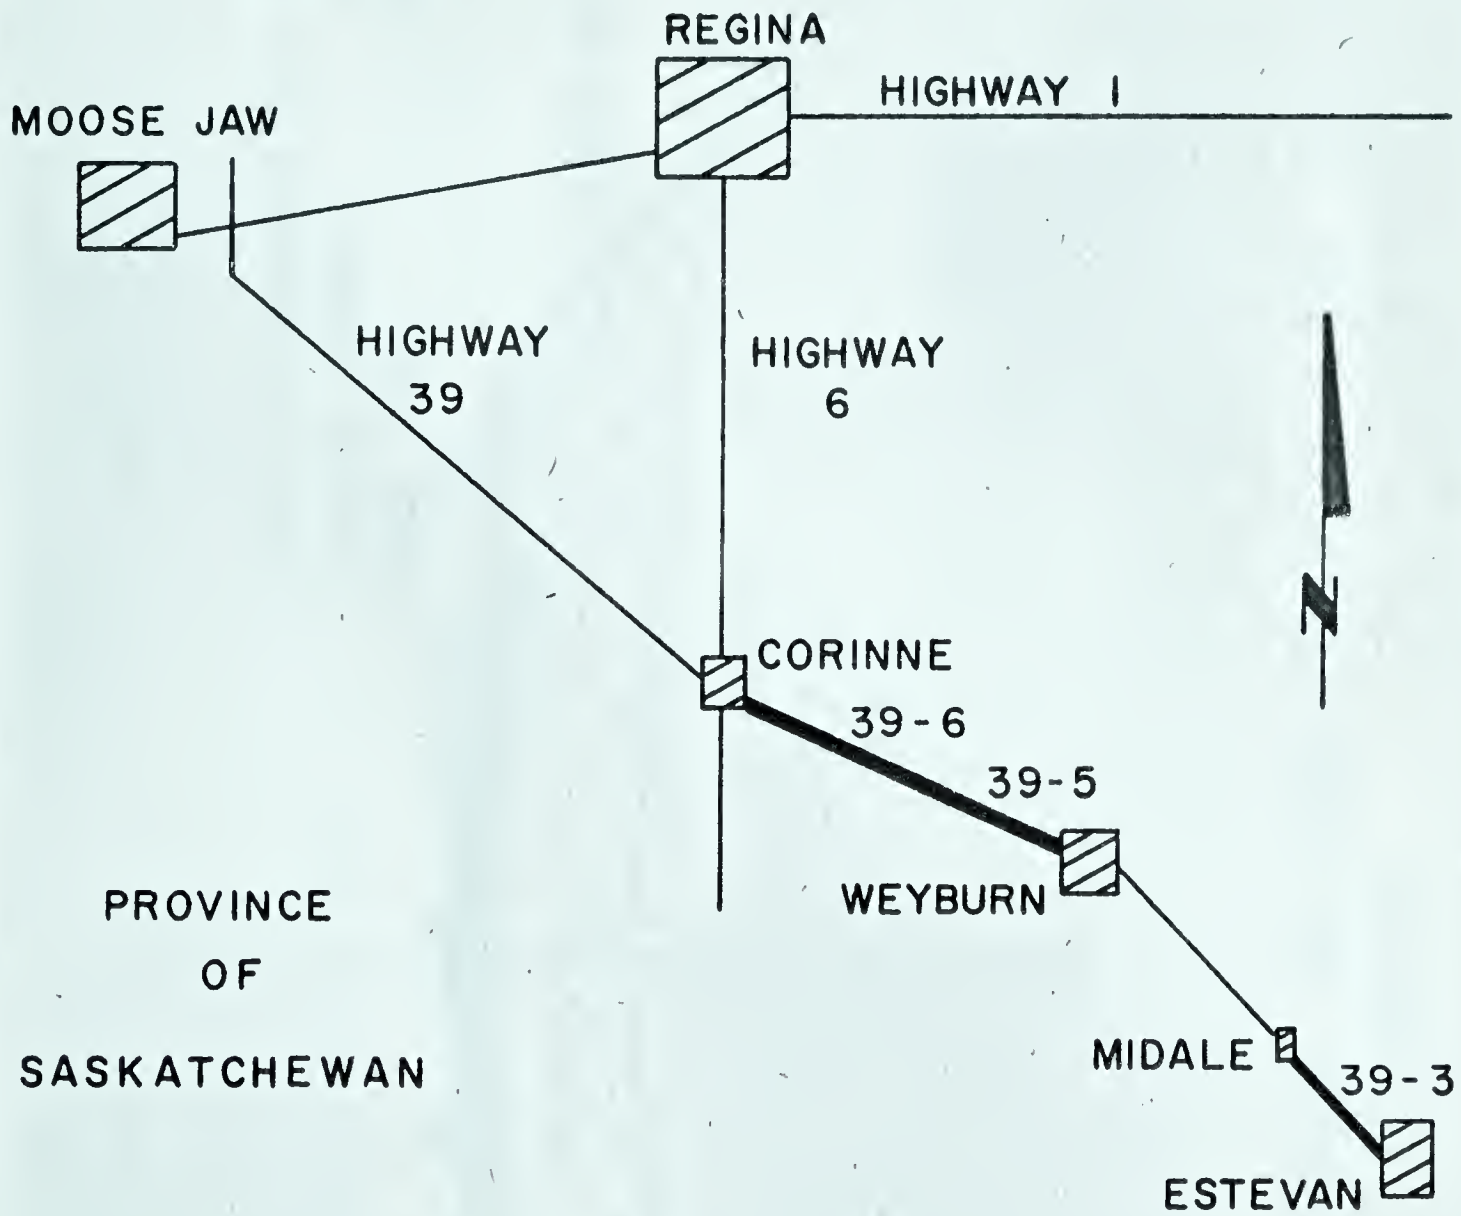 REGINA
HIGHWAY 1
MOOSE JAW
HIGHWAY
39
HIGHWAY
6
N
CORINNE
39-6
39-5
WEYBURN
PROVINCE
OF
SASKATCHEWAN
MIDALE
39-3
ESTEVAN